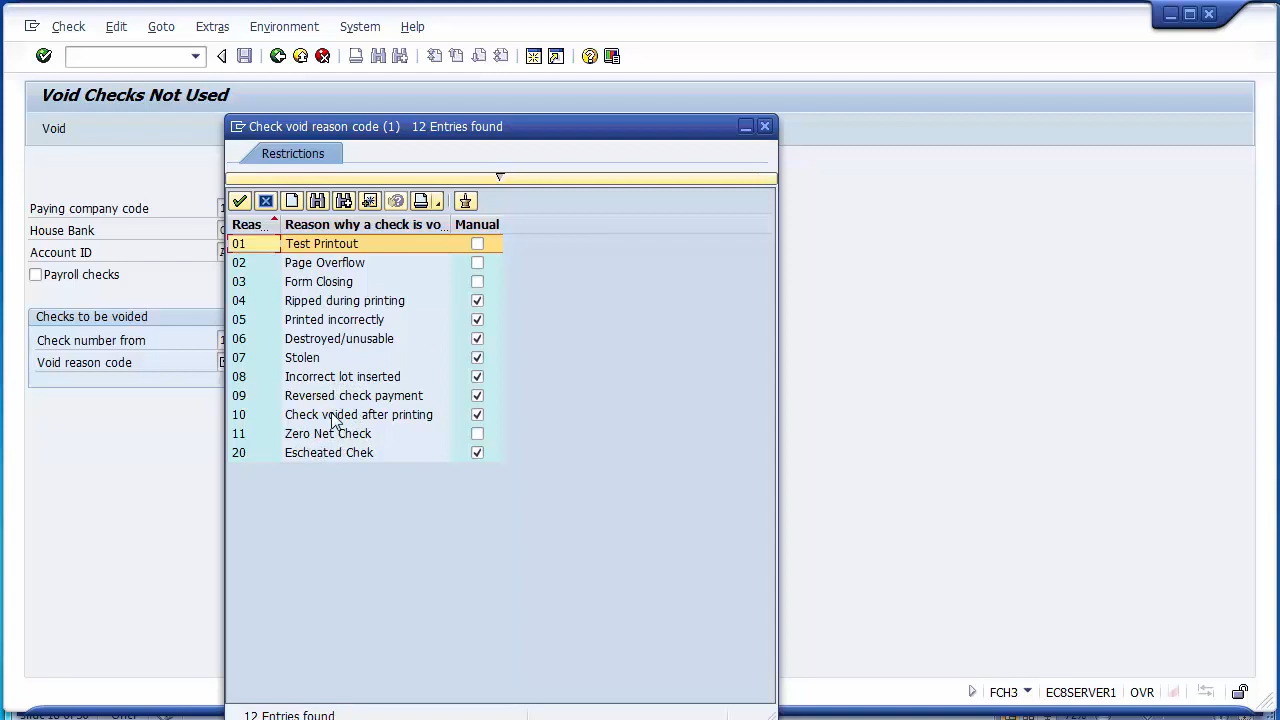 Check Edit Goto Extras Environment System Help
Void Checks Not Used
Void
Paying company code
House Bank
Account ID
Payroll checks
Checks to be voided
Check number from
Void reason code
Check void reason code (1) 12 Entries found
Restrictions
Reas.. Reason why a check is vo... Manual
01 Test Printout
02 Page Overflow
03 Form Closing
04 Ripped during printing
05 Printed incorrectly
06 Destroyed/unusable
07 Stolen
08 Incorrect lot inserted
09 Reversed check payment
10 Check voided after printing
11 Zero Net Check
20 Escheated Chek
12 Entries found
FCH3 EC8SERVER1 OVR